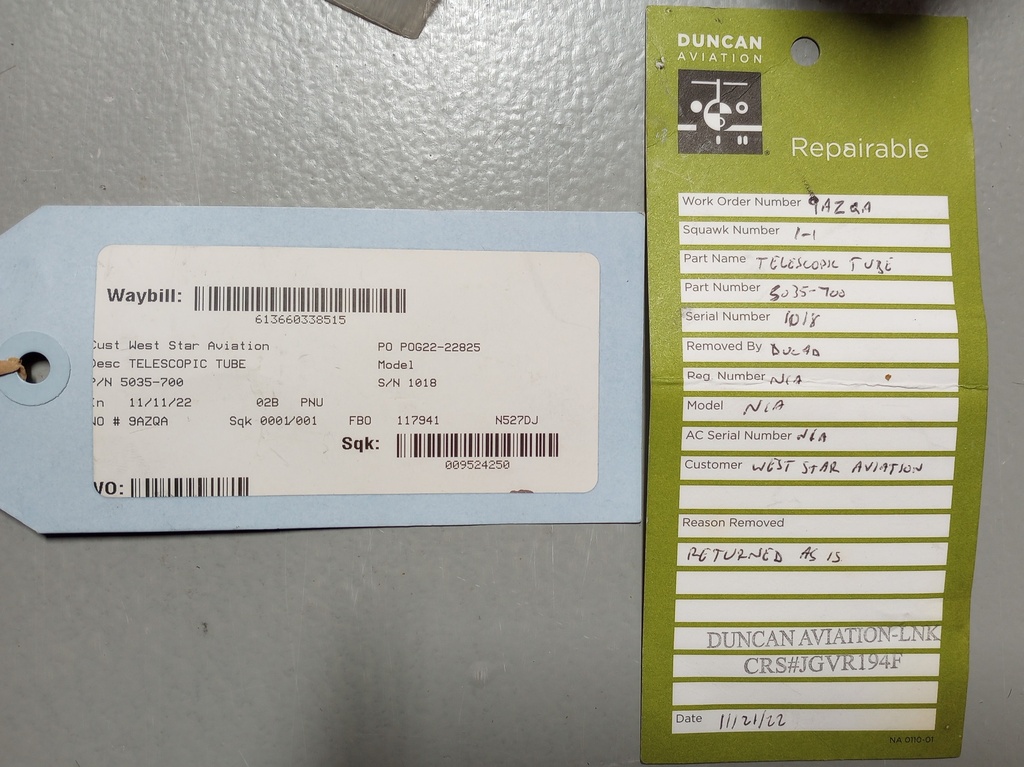 Waybill:
613660338515
Cust West Star Aviation PO POG22-22825
Desc TELESCOPIC TUBE Model
P/N 5035-700 S/N 1018
In 11/11/22 02B PNU
WO # 9AZQA Sqk 0001/001 FBO 117941 N527DJ
Sqk:
009524250
WO:
DUNCAN
AVIATION
Repairable
Work Order Number 9AZQA
Squawk Number 1-1
Part Name TELESCOPIC TUBE
Part Number 5035-700
Serial Number 1018
Removed By
Reg. Number N/A
Model N/A
AC Serial Number N/A
Customer WEST STAR AVIATION
Reason Removed
RETURNED AS IS
DUNCAN AVIATION-LNK
CRS#JGVR194F
Date 11/21/22
NA 0110-01